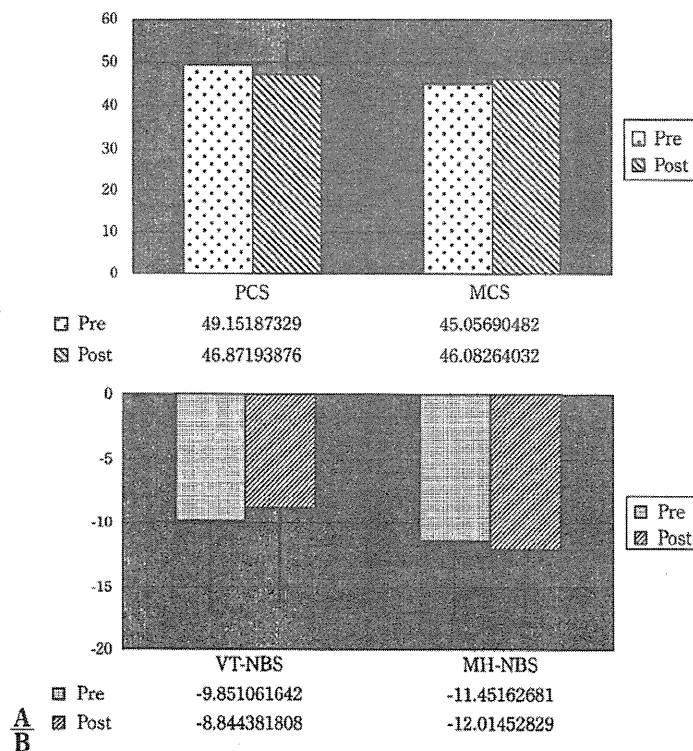 60
50
40
30
20
10
0
Pre
Post
PCS MCS
Pre 49.15187329 45.05690482
Post 46.87193876 46.08264032
0
-5
-10
-15
-20
Pre
Post
VT-NBS MH-NBS
Pre -9.851061642 -11.45162681
Post -8.844381808 -12.01452829
A
B